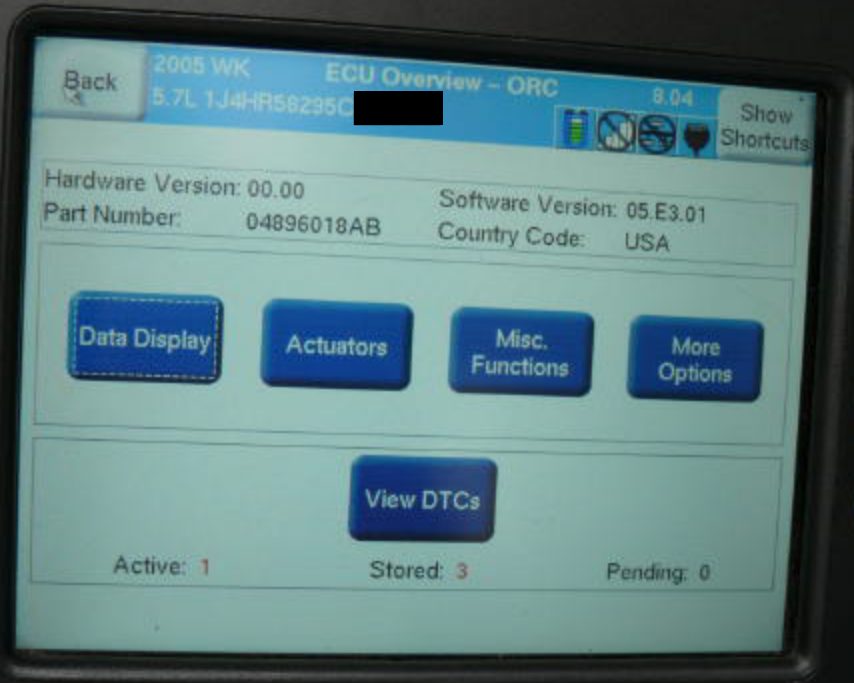 Back
2005 WK ECU Overview – ORC 8.04
5.7L 1J4HR58295C
Show
Shortcuts
Hardware Version: 00.00 Software Version: 05.E3.01
Part Number: 04896018AB Country Code: USA
Data Display
Actuators
Misc.
Functions
More
Options
View DTCs
Active: 1 Stored: 3 Pending: 0